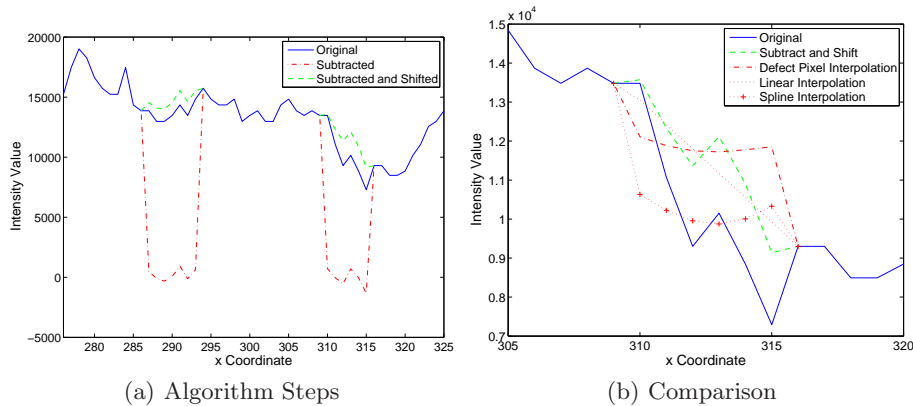 20000
15000
10000
5000
0
−5000
280 285 290 295 300 305 310 315 320 325
Intensity Value
x Coordinate
Original
Subtracted
Subtracted and Shifted
(a) Algorithm Steps
x 10⁴
1.5
1.4
1.3
1.2
1.1
1
0.9
0.8
0.7
305 310 315 320
Intensity Value
x Coordinate
Original
Subtract and Shift
Defect Pixel Interpolation
Linear Interpolation
Spline Interpolation
(b) Comparison